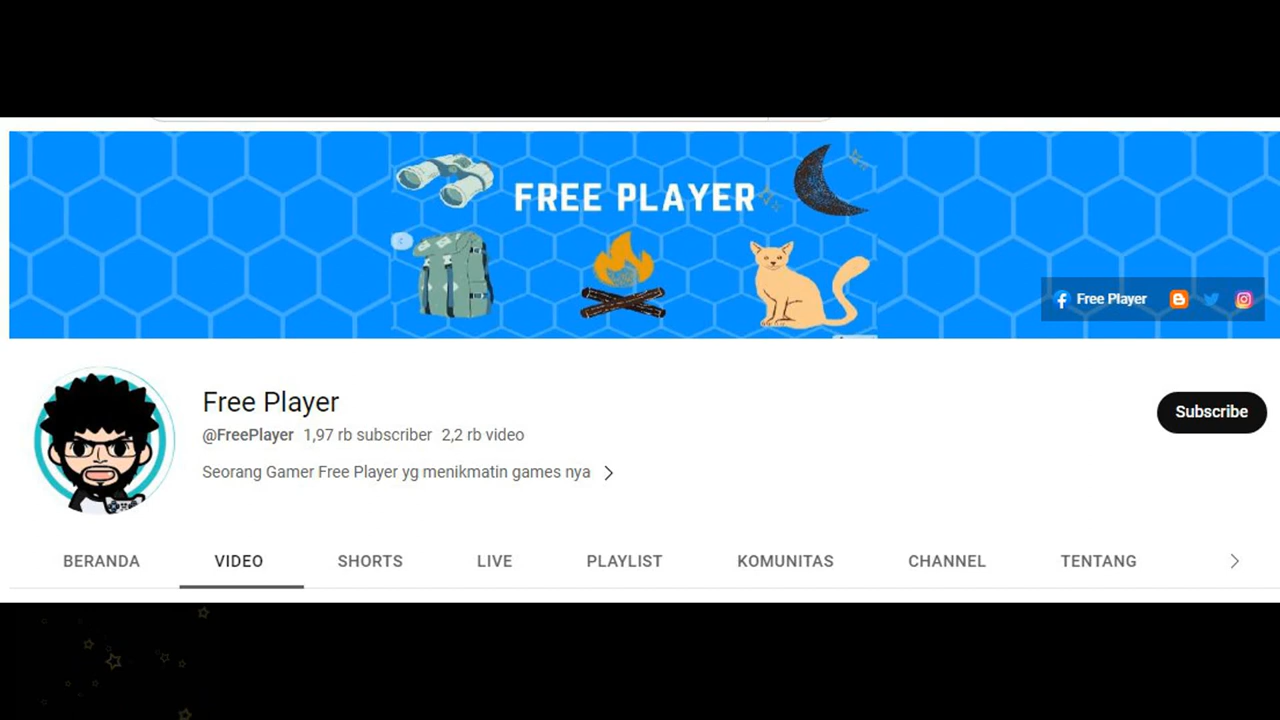 FREE PLAYER
Free Player
Free Player
@FreePlayer 1,97 rb subscriber 2,2 rb video
Subscribe
Seorang Gamer Free Player yg menikmatin games nya
BERANDA VIDEO SHORTS LIVE PLAYLIST KOMUNITAS CHANNEL TENTANG